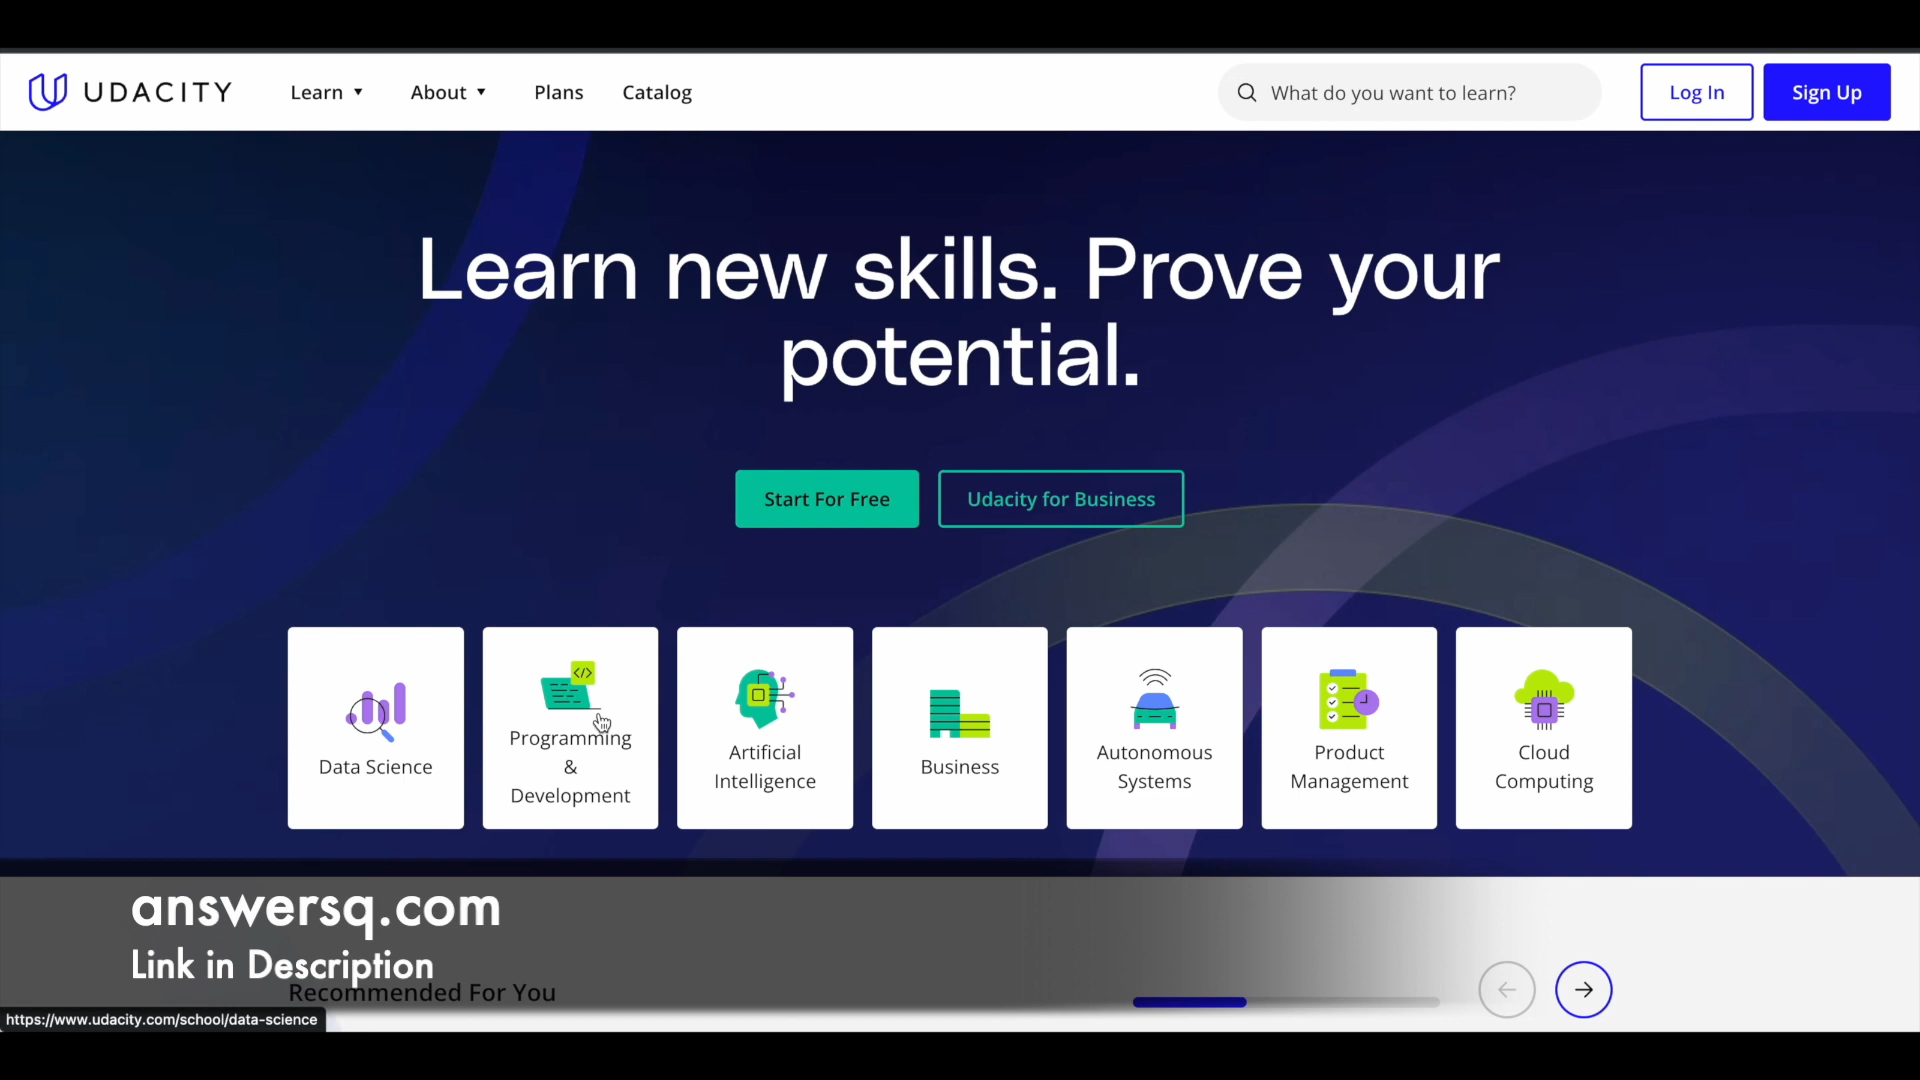 UDACITY
Learn
About
Plans
Catalog
What do you want to learn?
Log In
Sign Up
Learn new skills. Prove your
potential.
Start For Free
Udacity for Business
Data Science
</>
Programming
&
Development
Artificial
Intelligence
Business
Autonomous
Systems
Product
Management
Cloud
Computing
answersq.com
Link in Description
Recommended For You
https://www.udacity.com/school/data-science